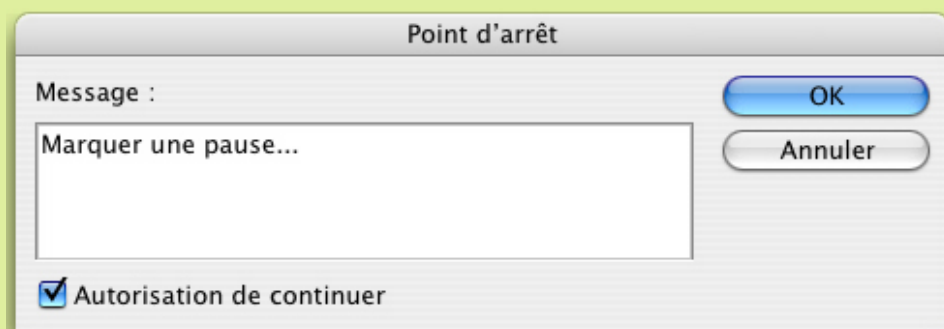 Point d’arrêt
Message :
OK
Marquer une pause...
Annuler
Autorisation de continuer